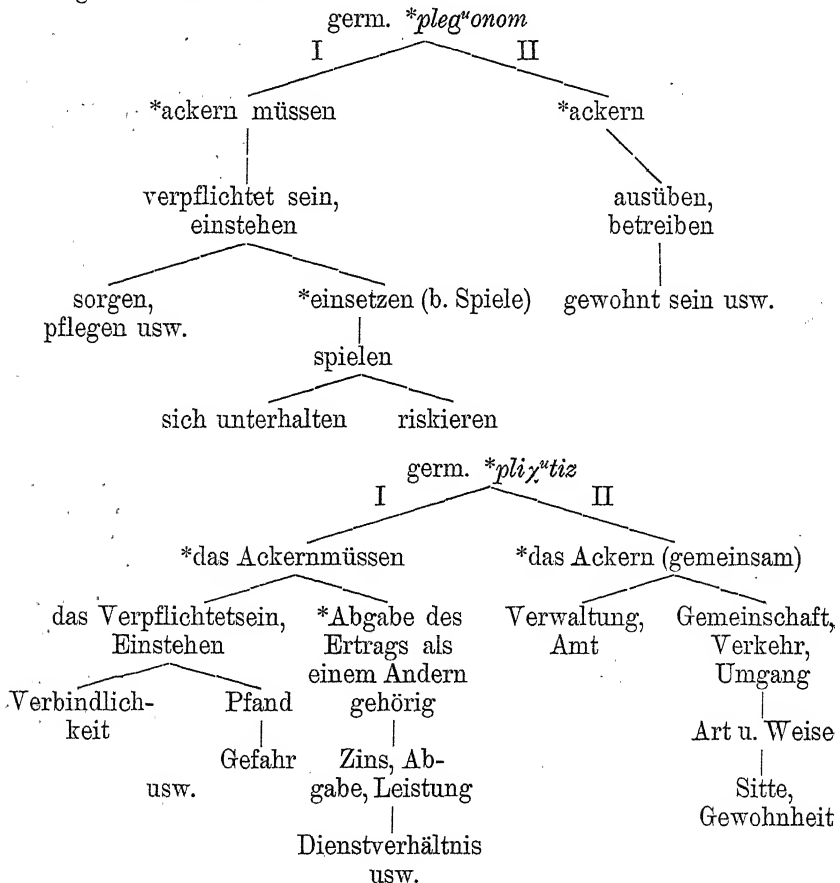 germ. *plegᵘonom
I II
*ackern müssen *ackern
verpflichtet sein, ausüben,
einstehen betreiben
sorgen, *einsetzen (b. Spiele) gewohnt sein usw.
pflegen usw.
spielen
sich unterhalten riskieren
germ. *pliχᵘtiz
I II
*das Ackernmüssen *das Ackern (gemeinsam)
das Verpflichtetsein, *Abgabe des Verwaltung, Gemeinschaft,
Einstehen Ertrags als Amt Verkehr,
einem Andern Umgang
Verbindlich- Pfand gehörig
keit Art u. Weise
Gefahr Zins, Ab-
usw. gabe, Leistung Sitte,
Gewohnheit
Dienstverhältnis
usw.